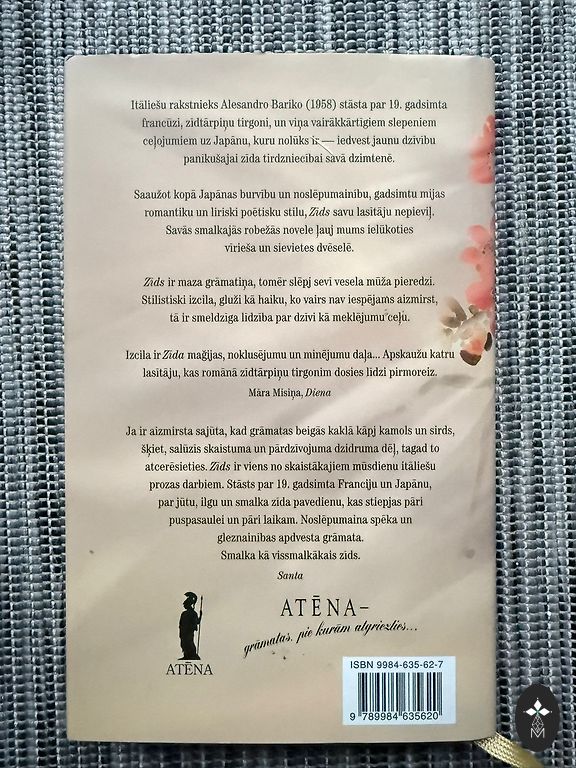 Itāliešu rakstnieks Alesandro Bariko (1958) stāsta par 19. gadsimta
francūzi, zīdtārpiņu tirgoni, un viņa vairākkārtīgiem slepeniem
ceļojumiem uz Japānu, kuru nolūks ir — iedvest jaunu dzīvību
panīkušajai zīda tirdzniecībai savā dzimtenē.
Saaužot kopā Japānas burvību un noslēpumainību, gadsimtu mijas
romantiku un liriski poētisku stilu, Zīds savu lasītāju nepieviļ.
Savās smalkajās robežās novele ļauj mums ielūkoties
vīrieša un sievietes dvēselē.
Zīds ir maza grāmatiņa, tomēr slēpj sevī vesela mūža pieredzi.
Stilistiski izcila, gluži kā haiku, ko vairs nav iespējams aizmirst,
tā ir smeldzīga līdzība par dzīvi kā meklējumu ceļu.
Izcila ir Zīda maģijas, noklusējumu un minējumu daļa... Apskaužu katru
lasītāju, kas romānā zīdtārpiņu tirgonim dosies līdzi pirmoreiz.
Māra Misiņa, Diena
Ja ir aizmirsta sajūta, kad grāmatas beigās kaklā kāpj kamols un sirds,
šķiet, salūzīs skaistuma un pārdzīvojuma dzidruma dēļ, tagad to
atcerēsieties. Zīds ir viens no skaistākajiem mūsdienu itāliešu
prozas darbiem. Stāsts par 19. gadsimta Franciju un Japānu,
par jūtu, ilgu un smalka zīda pavedienu, kas stiepjas pāri
puspasaulei un pāri laikam. Noslēpumaina spēka un
gleznainības apdvesta grāmata.
Smalka kā vissmalkākais zīds.
Santa
ATĒNA–
grāmatas, pie kurām atgriezties...
ATĒNA
ISBN 9984-635-62-7
9 789984 635620
M